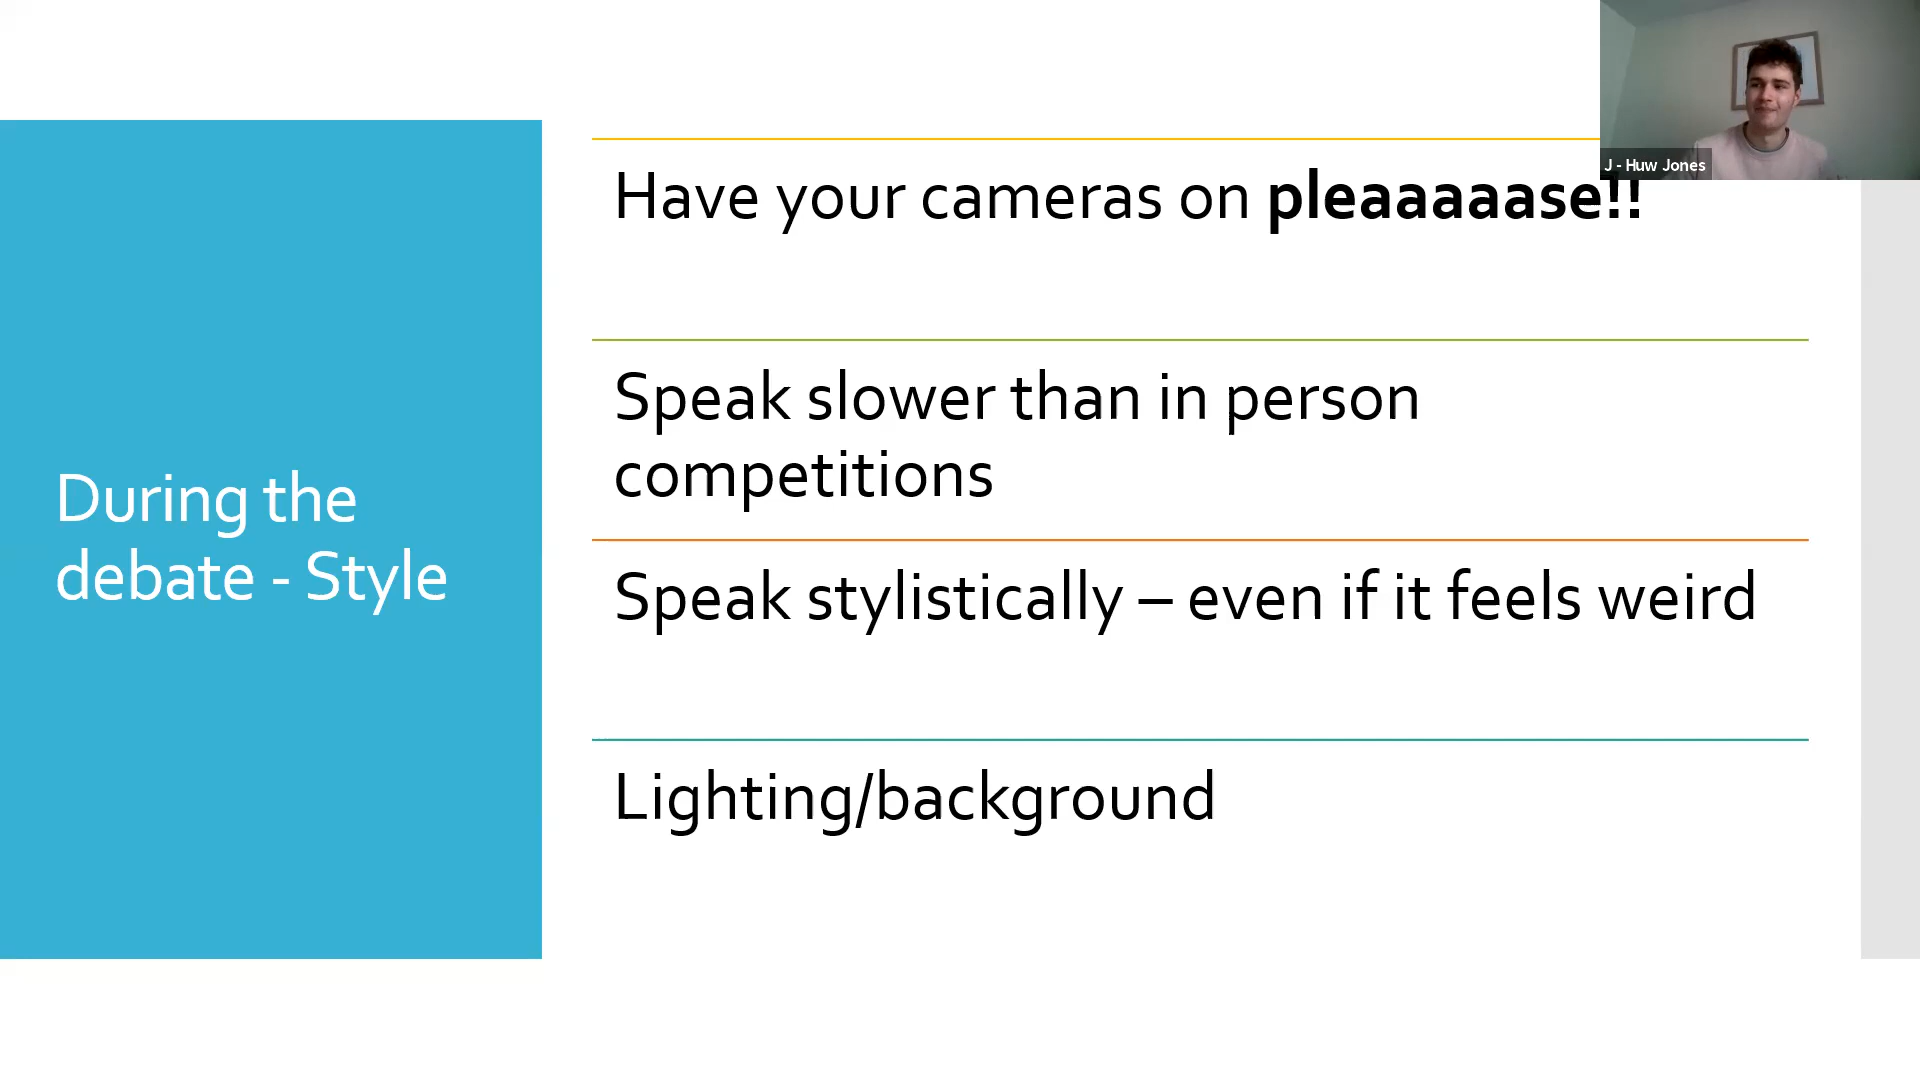 During the
debate - Style
Have your cameras on pleaaaaase!!
Speak slower than in person
competitions
Speak stylistically – even if it feels weird
Lighting/background
J - Huw Jones